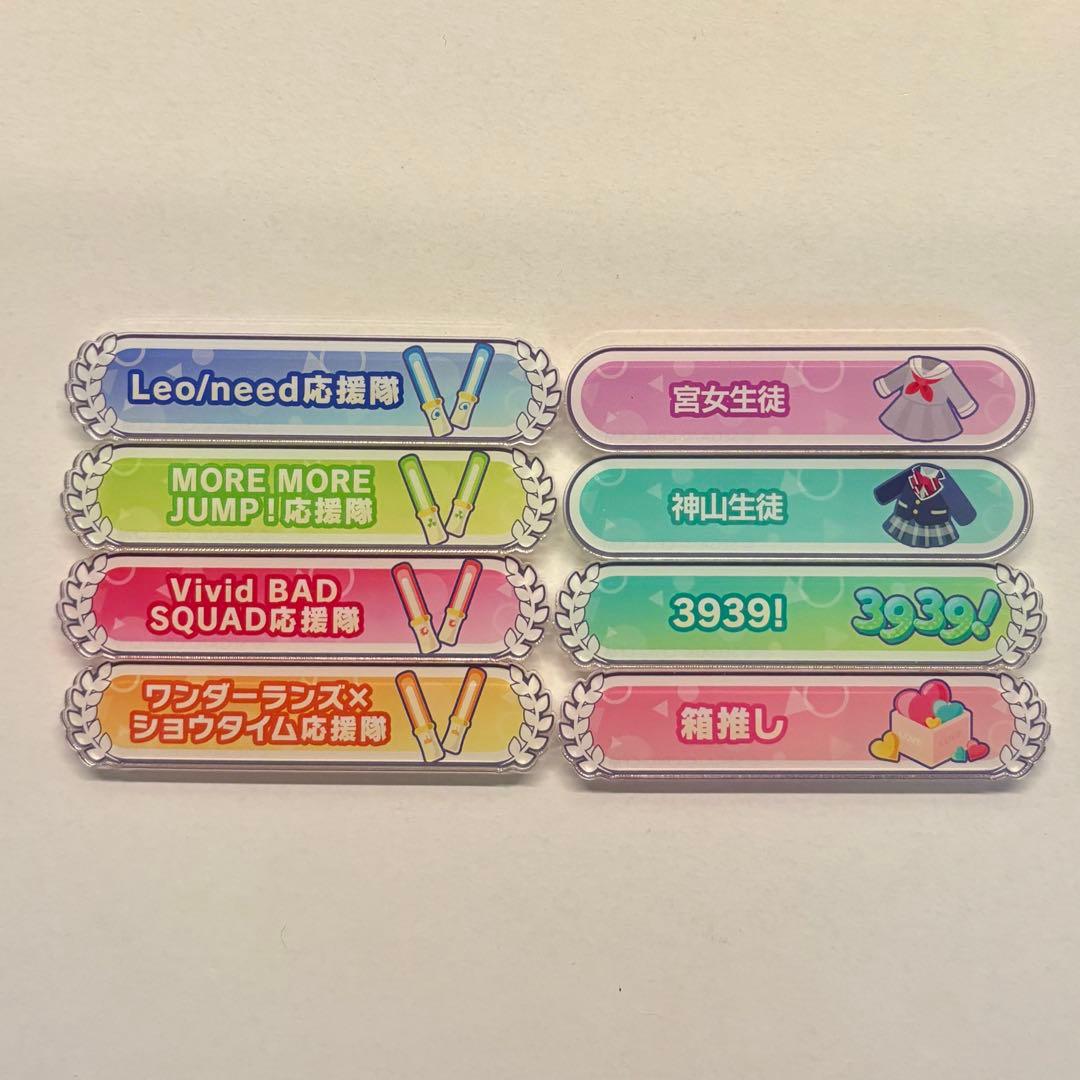 Leo/need応援隊
MORE MORE
JUMP!応援隊
Vivid BAD
SQUAD応援隊
ワンダーランズ×
ショウタイム応援隊
宮女生徒
神山生徒
3939!
3939!
箱推し
LOVE